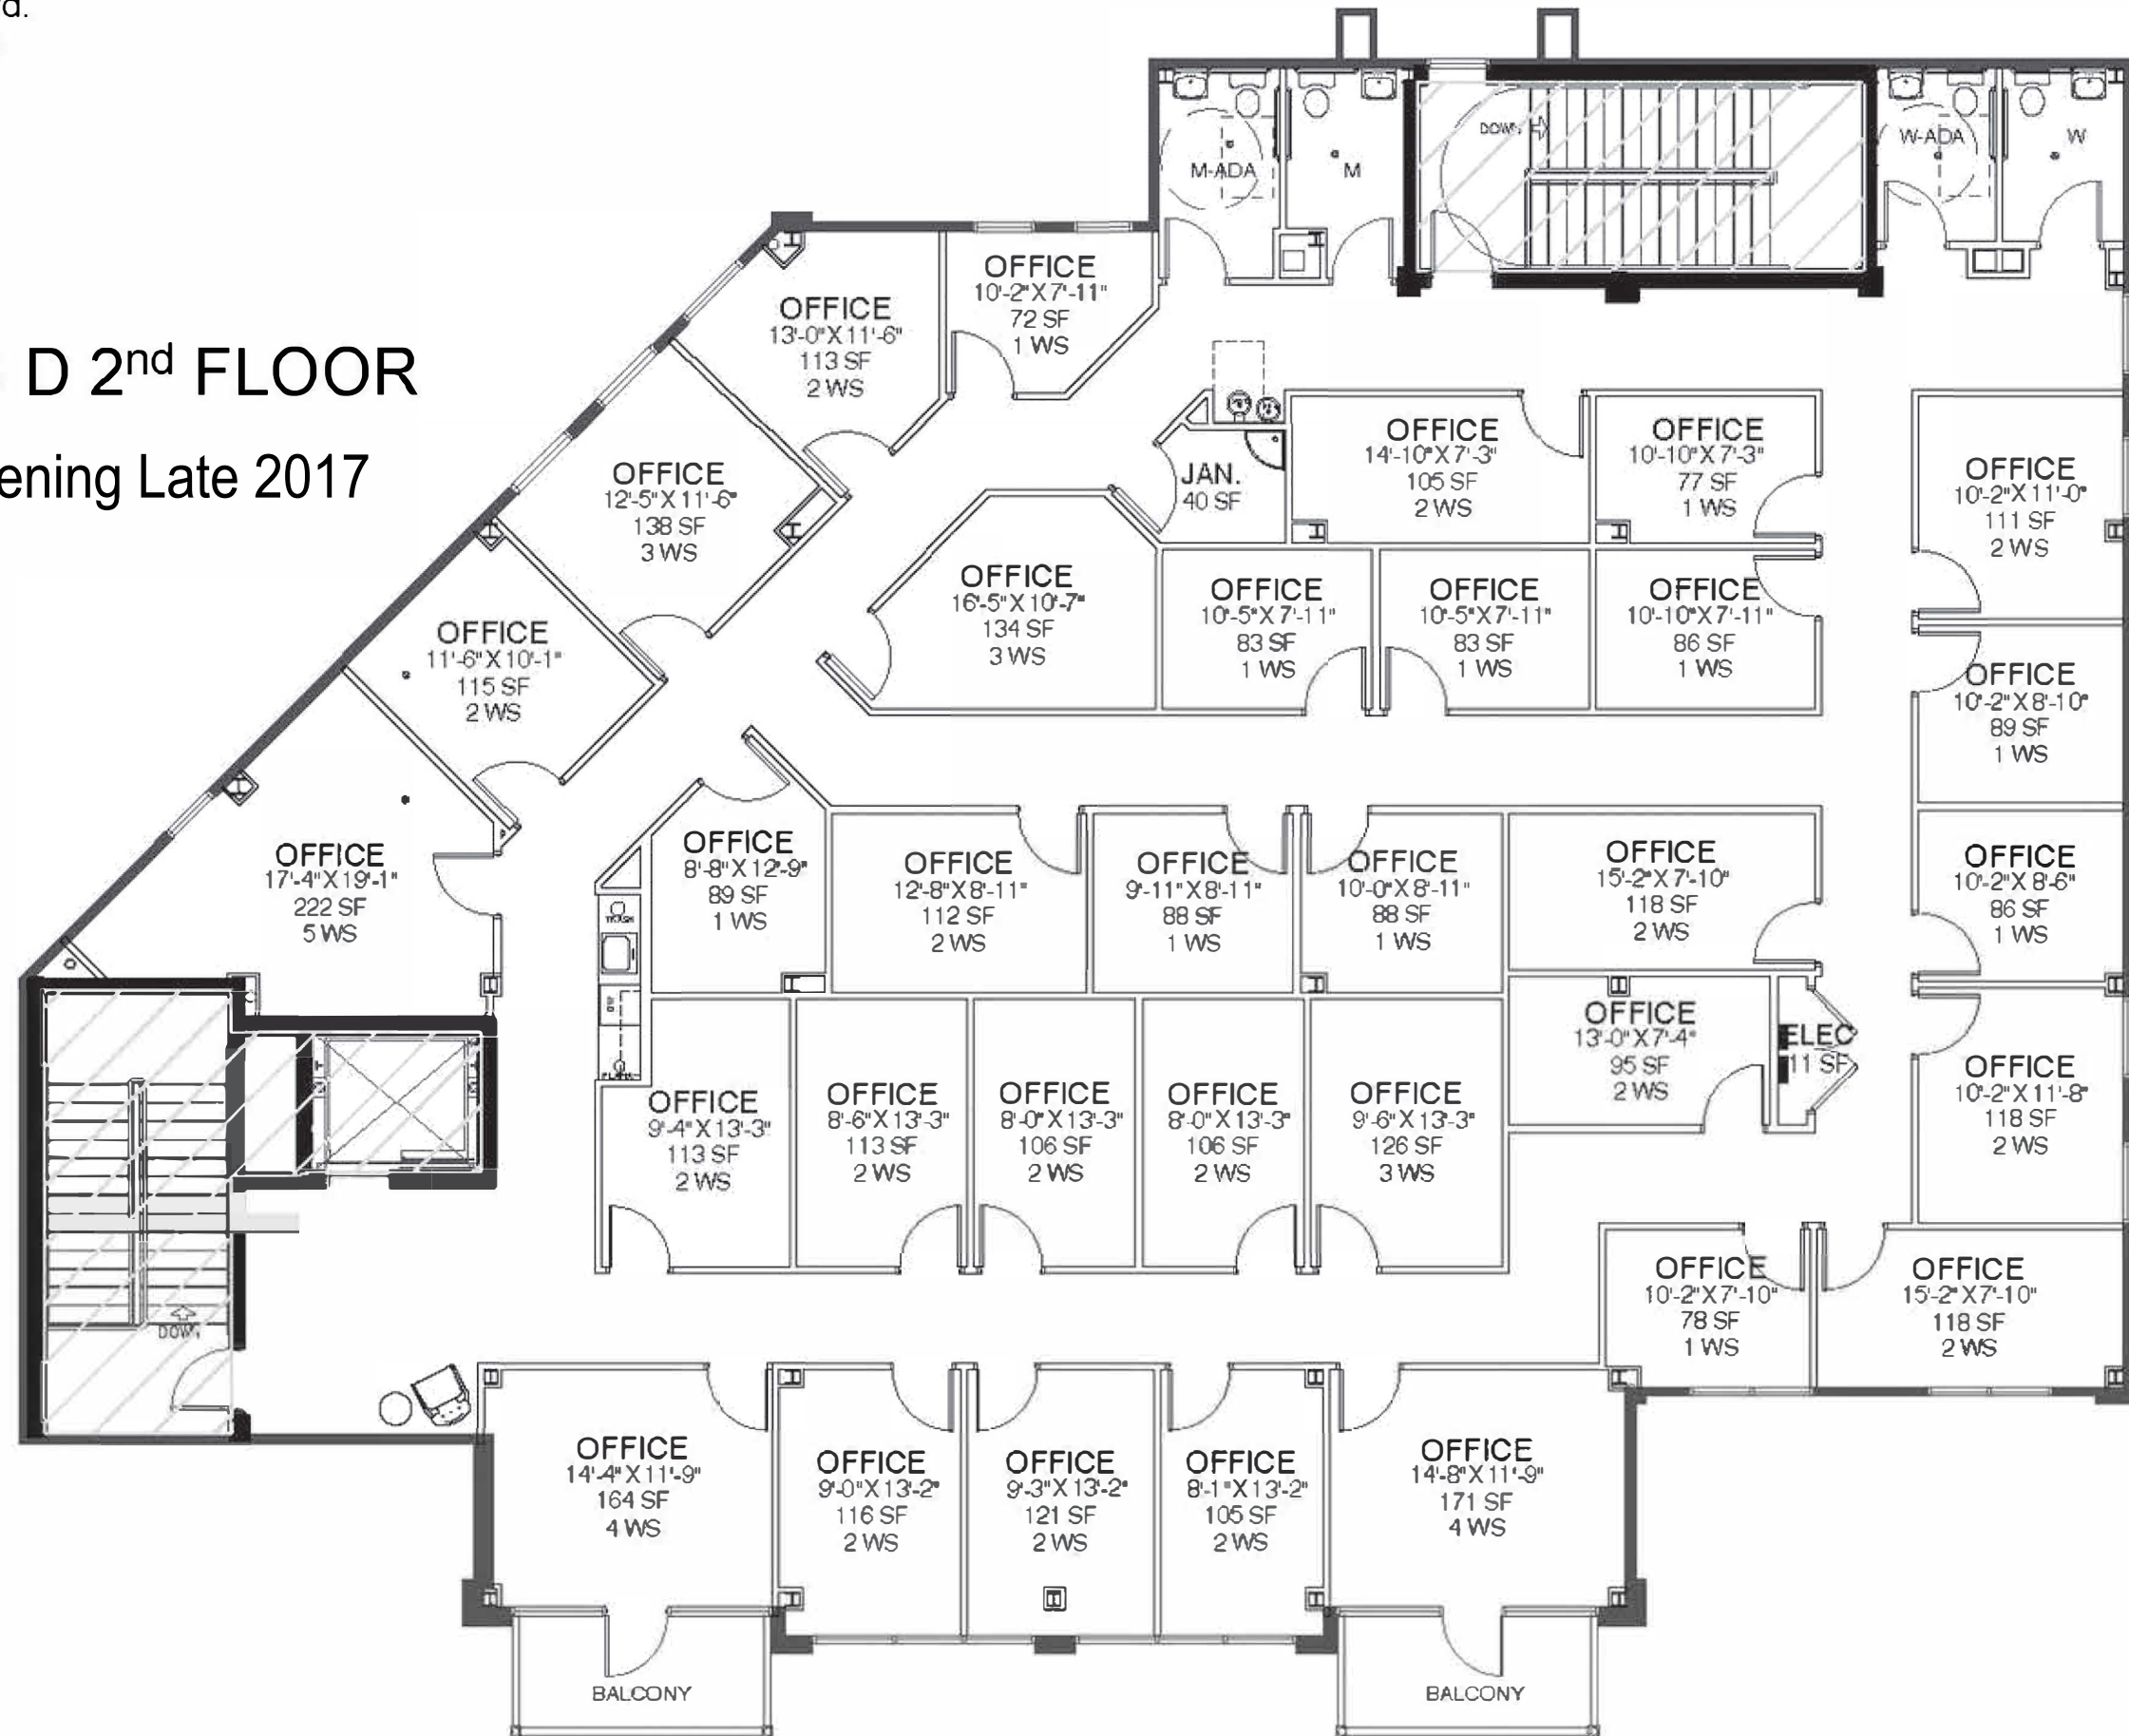 rd.
D 2nd FLOOR
ening Late 2017
M-ADA
M
DOWN
W-ADA
W
OFFICE
13'-0"X11'-6"
113 SF
2 WS
OFFICE
10'-2"X7'-11"
72 SF
1 WS
OFFICE
12'-5"X11'-6"
138 SF
3 WS
OFFICE
11'-6"X10'-1"
115 SF
2 WS
OFFICE
17'-4"X19'-1"
222 SF
5 WS
JAN.
40 SF
OFFICE
14'-10"X7'-3"
105 SF
2 WS
OFFICE
10'-10"X7'-3"
77 SF
1 WS
OFFICE
10'-2"X11'-0"
111 SF
2 WS
OFFICE
16'-5"X10'-7"
134 SF
3 WS
OFFICE
10'-5"X7'-11"
83 SF
1 WS
OFFICE
10'-5"X7'-11"
83 SF
1 WS
OFFICE
10'-10"X7'-11"
86 SF
1 WS
OFFICE
10'-2"X8'-10"
89 SF
1 WS
OFFICE
8'-8"X12'-9"
89 SF
1 WS
OFFICE
12'-8"X8'-11"
112 SF
2 WS
OFFICE
9'-11"X8'-11"
88 SF
1 WS
OFFICE
10'-0"X8'-11"
88 SF
1 WS
OFFICE
15'-2"X7'-10"
118 SF
2 WS
OFFICE
10'-2"X8'-6"
86 SF
1 WS
TRASH
OFFICE
9'-4"X13'-3"
113 SF
2 WS
OFFICE
8'-6"X13'-3"
113 SF
2 WS
OFFICE
8'-0"X13'-3"
106 SF
2 WS
OFFICE
8'-0"X13'-3"
106 SF
2 WS
OFFICE
9'-6"X13'-3"
126 SF
3 WS
OFFICE
13'-0"X7'-4"
95 SF
2 WS
ELEC
11 SF
OFFICE
10'-2"X11'-8"
118 SF
2 WS
OFFICE
10'-2"X7'-10"
78 SF
1 WS
OFFICE
15'-2"X7'-10"
118 SF
2 WS
DOWN
OFFICE
14'-4"X11'-9"
164 SF
4 WS
OFFICE
9'-0"X13'-2"
116 SF
2 WS
OFFICE
9'-3"X13'-2"
121 SF
2 WS
OFFICE
8'-1"X13'-2"
105 SF
2 WS
OFFICE
14'-8"X11'-9"
171 SF
4 WS
BALCONY
BALCONY